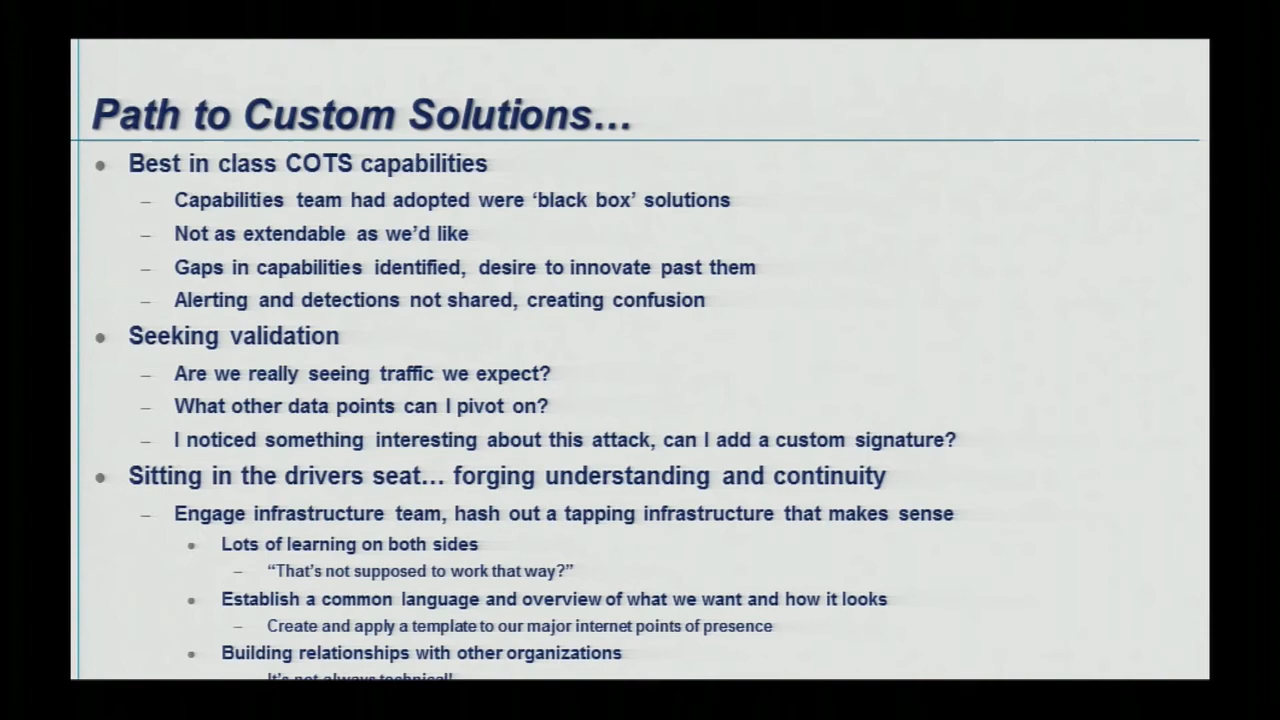 Path to Custom Solutions…
• Best in class COTS capabilities
– Capabilities team had adopted were ‘black box’ solutions
– Not as extendable as we’d like
– Gaps in capabilities identified, desire to innovate past them
– Alerting and detections not shared, creating confusion
• Seeking validation
– Are we really seeing traffic we expect?
– What other data points can I pivot on?
– I noticed something interesting about this attack, can I add a custom signature?
• Sitting in the drivers seat… forging understanding and continuity
– Engage infrastructure team, hash out a tapping infrastructure that makes sense
• Lots of learning on both sides
– “That’s not supposed to work that way?”
• Establish a common language and overview of what we want and how it looks
– Create and apply a template to our major internet points of presence
• Building relationships with other organizations
It’s not always technical!